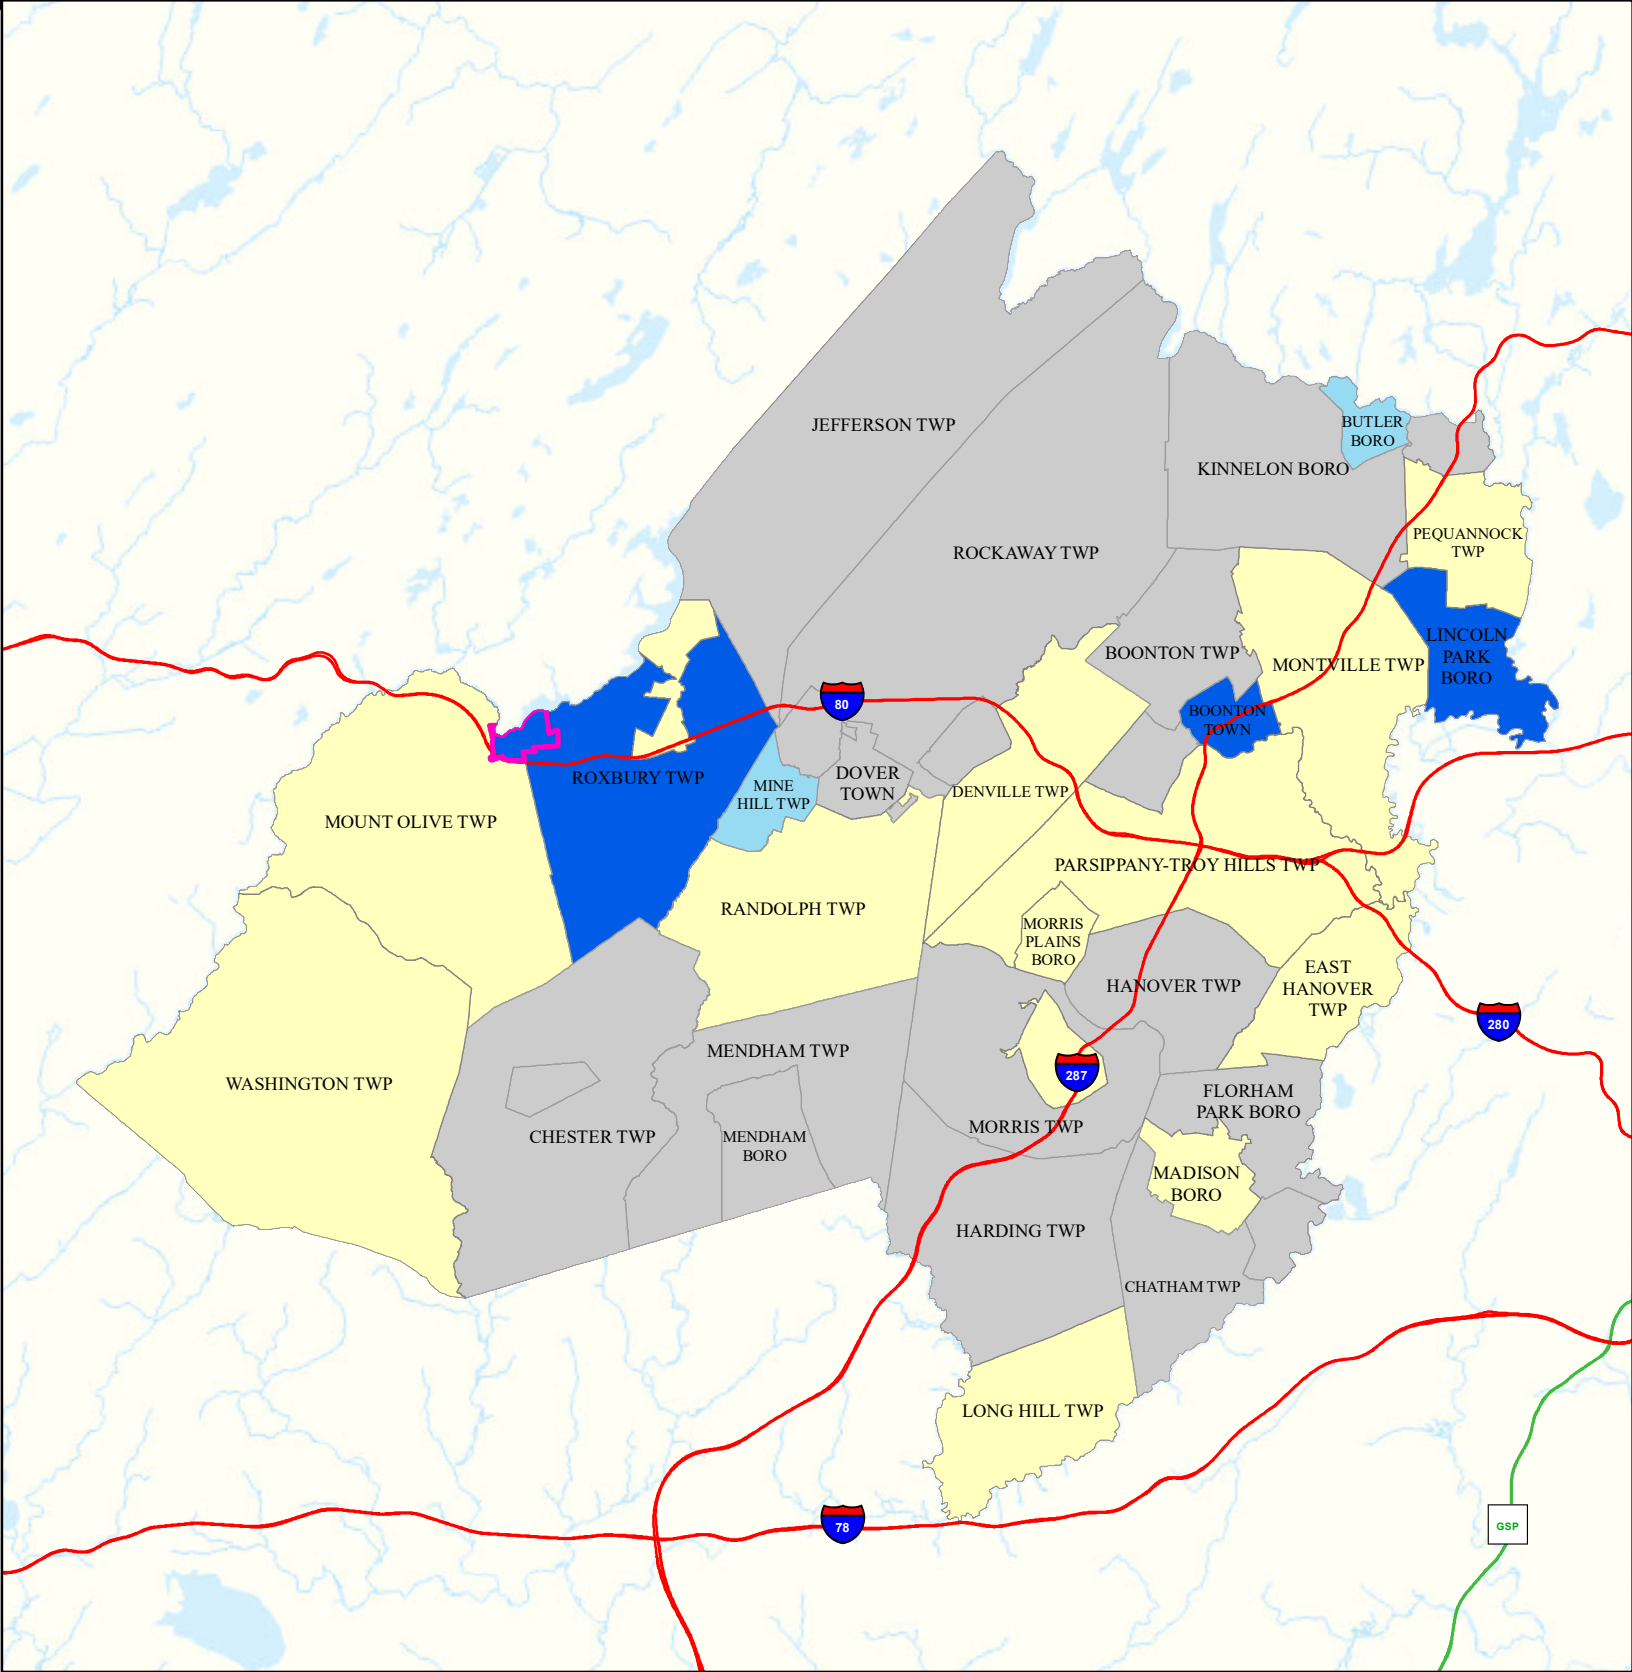 JEFFERSON TWP
BUTLER
BORO
KINNELON BORO
PEQUANNOCK
TWP
ROCKAWAY TWP
LINCOLN
PARK
BORO
BOONTON TWP
MONTVILLE TWP
80
BOONTON
TOWN
ROXBURY TWP
DOVER
TOWN
MINE
HILL TWP
DENVILLE TWP
MOUNT OLIVE TWP
PARSIPPANY-TROY HILLS TWP
RANDOLPH TWP
MORRIS
PLAINS
BORO
EAST
HANOVER
TWP
HANOVER TWP
280
MENDHAM TWP
287
WASHINGTON TWP
FLORHAM
PARK BORO
CHESTER TWP
MENDHAM
BORO
MORRIS TWP
MADISON
BORO
HARDING TWP
CHATHAM TWP
LONG HILL TWP
78
GSP